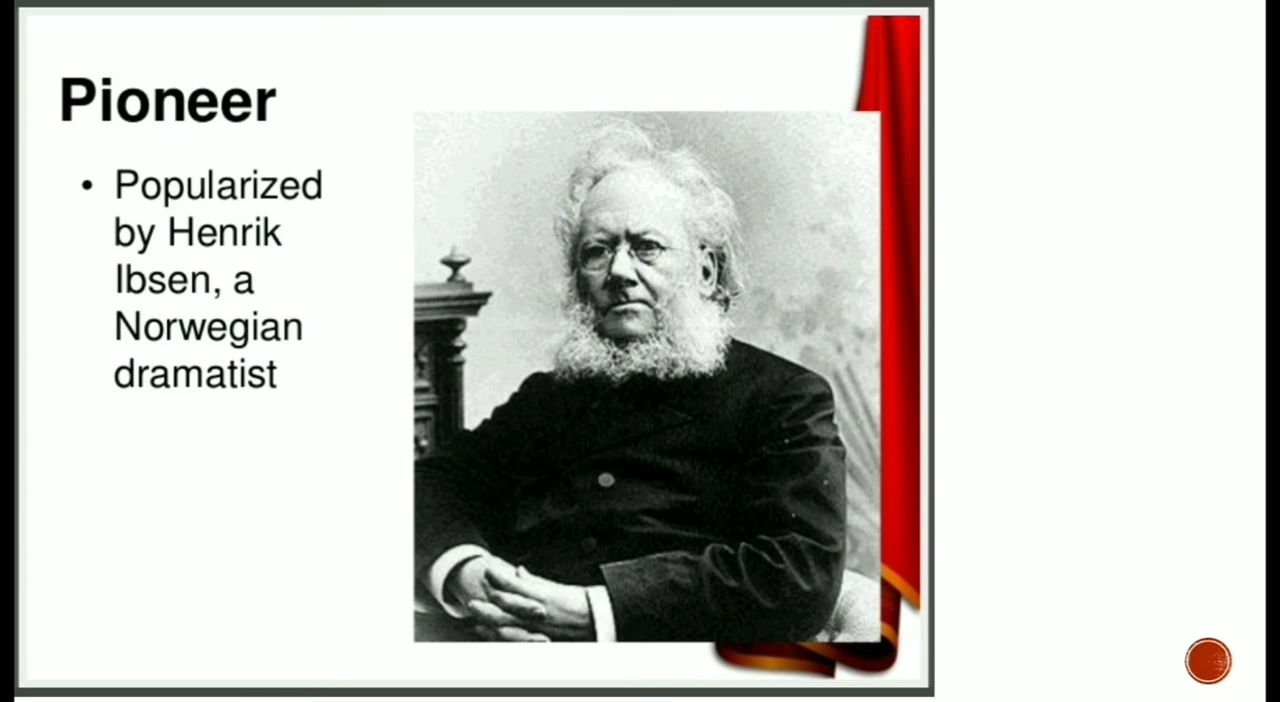 Pioneer
• Popularized
by Henrik
Ibsen, a
Norwegian
dramatist